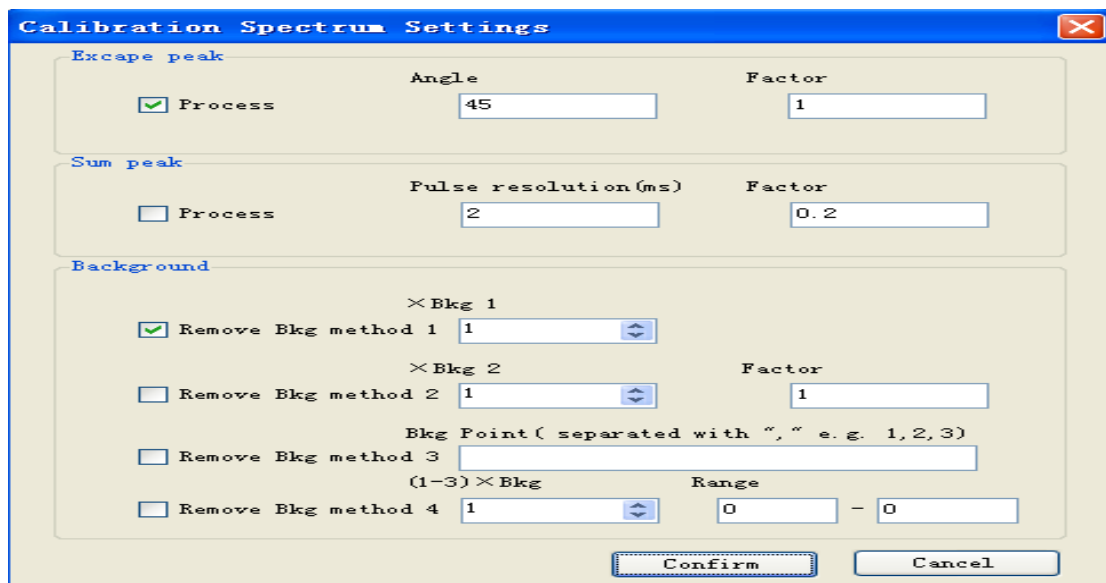 Calibration Spectrum Settings
Excape peak
Angle Factor
Process 45 1
Sum peak
Pulse resolution(ms) Factor
Process 2 0.2
Background
×Bkg 1
Remove Bkg method 1 1
×Bkg 2 Factor
Remove Bkg method 2 1 1
Bkg Point( separated with "," e.g. 1,2,3)
Remove Bkg method 3
(1-3)×Bkg Range
Remove Bkg method 4 1 0 - 0
Confirm Cancel